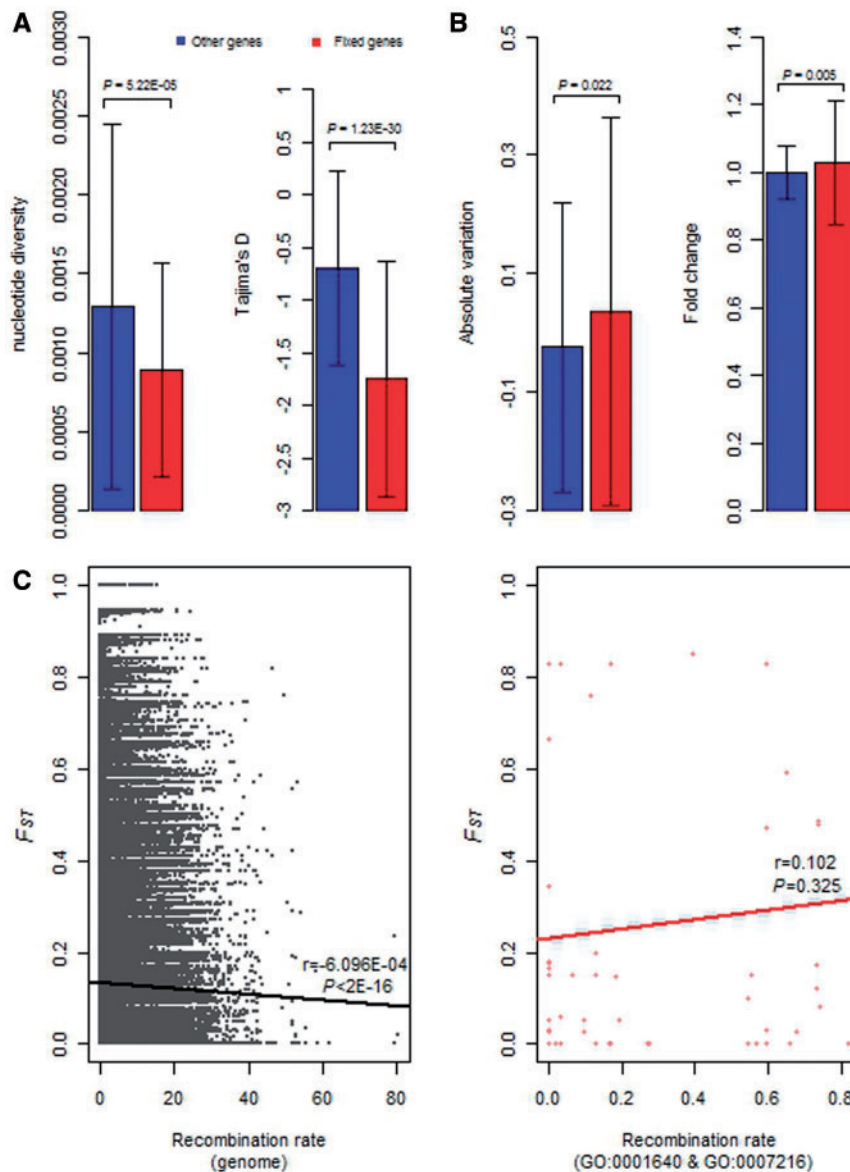 A
B
Other genes
Fixed genes
nucleotide diversity
0.0000
0.0005
0.0010
0.0015
0.0020
0.0025
0.0030
P = 5.22E-05
Tajima's D
-3
-2.5
-2
-1.5
-1
-0.5
0
0.5
1
P = 1.23E-30
Absolute variation
-0.3
-0.1
0.1
0.3
0.5
P = 0.022
Fold change
0.0
0.2
0.4
0.6
0.8
1.0
1.2
1.4
P = 0.005
C
FST
0.0
0.2
0.4
0.6
0.8
1.0
r=-6.096E-04
P<2E-16
0
20
40
60
80
Recombination rate
(genome)
FST
0.0
0.2
0.4
0.6
0.8
1.0
r=0.102
P=0.325
0.0
0.2
0.4
0.6
0.8
Recombination rate
(GO:0001640 & GO:0007216)